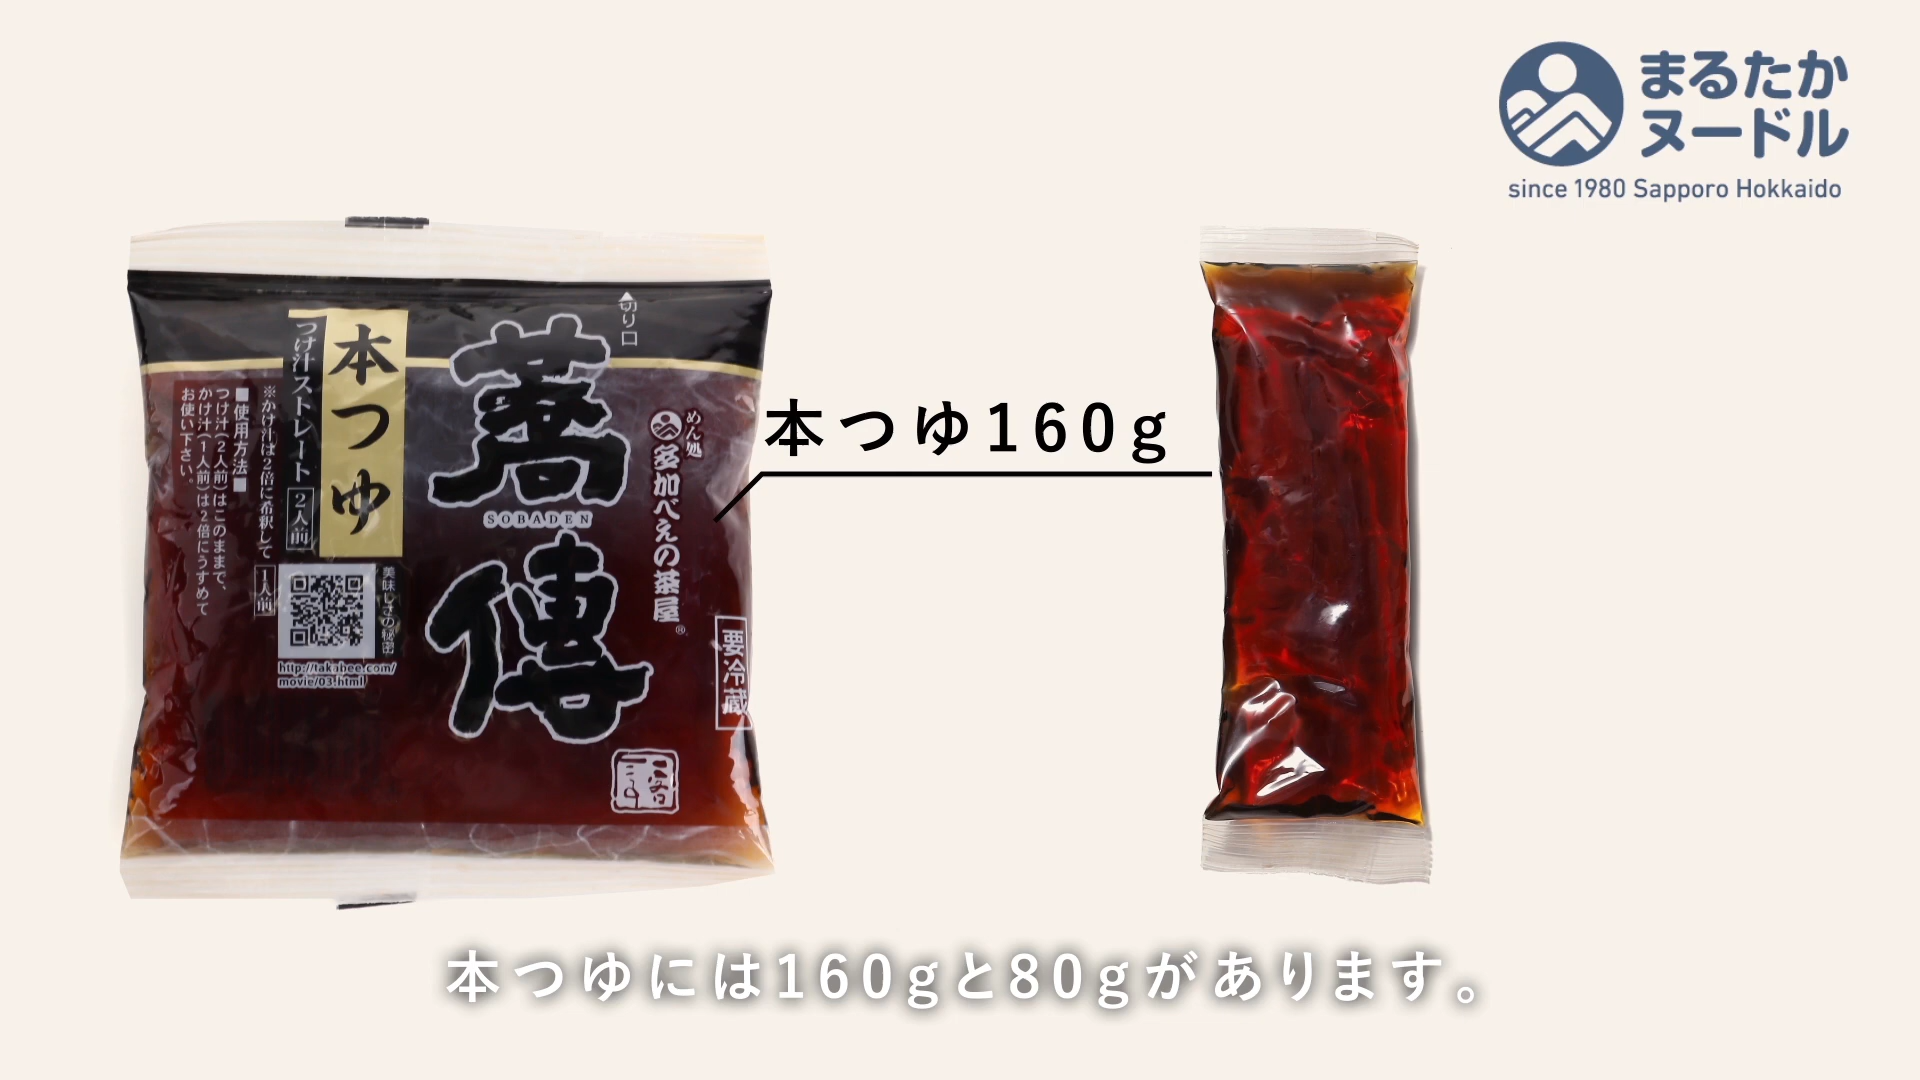 まるたか
ヌードル
since 1980 Sapporo Hokkaido
切り口
めん処
多加べえの茶屋®
蕎傳
SOBADEN
本つゆ
つけ汁ストレート 2人前
※かけ汁は2倍に希釈して 1人前
■使用方法■
つけ汁(2人前)はこのままで、
かけ汁(1人前)は2倍にうすめて
お使い下さい。
美味しさの秘密
http://takabee.com/
movie/03.html
要冷蔵
本つゆ160g
本つゆには160gと80gがあります。